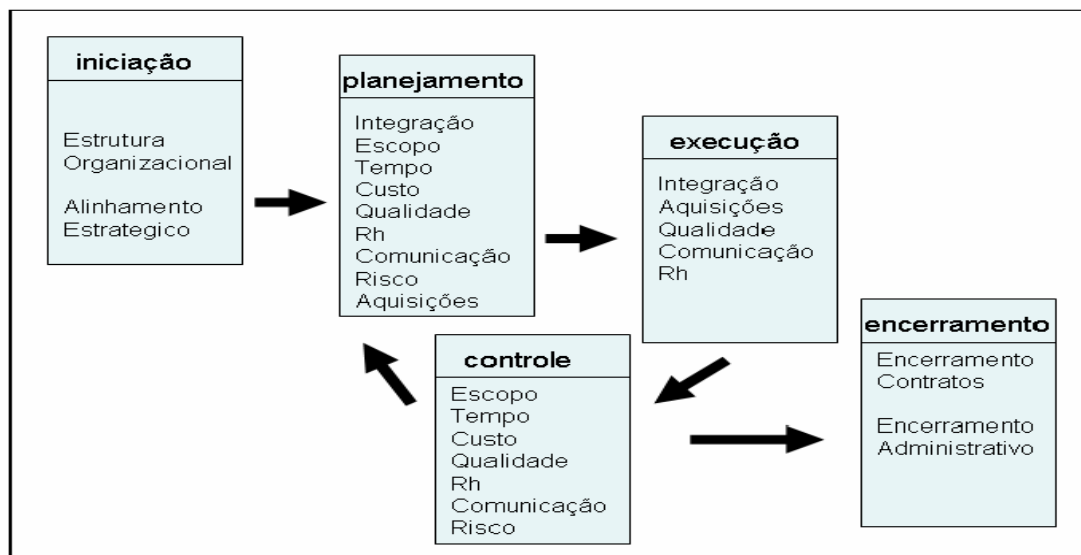 iniciação
Estrutura
Organizacional
Alinhamento
Estrategico
planejamento
Integração
Escopo
Tempo
Custo
Qualidade
Rh
Comunicação
Risco
Aquisições
execução
Integração
Aquisições
Qualidade
Comunicação
Rh
controle
Escopo
Tempo
Custo
Qualidade
Rh
Comunicação
Risco
encerramento
Encerramento
Contratos
Encerramento
Administrativo